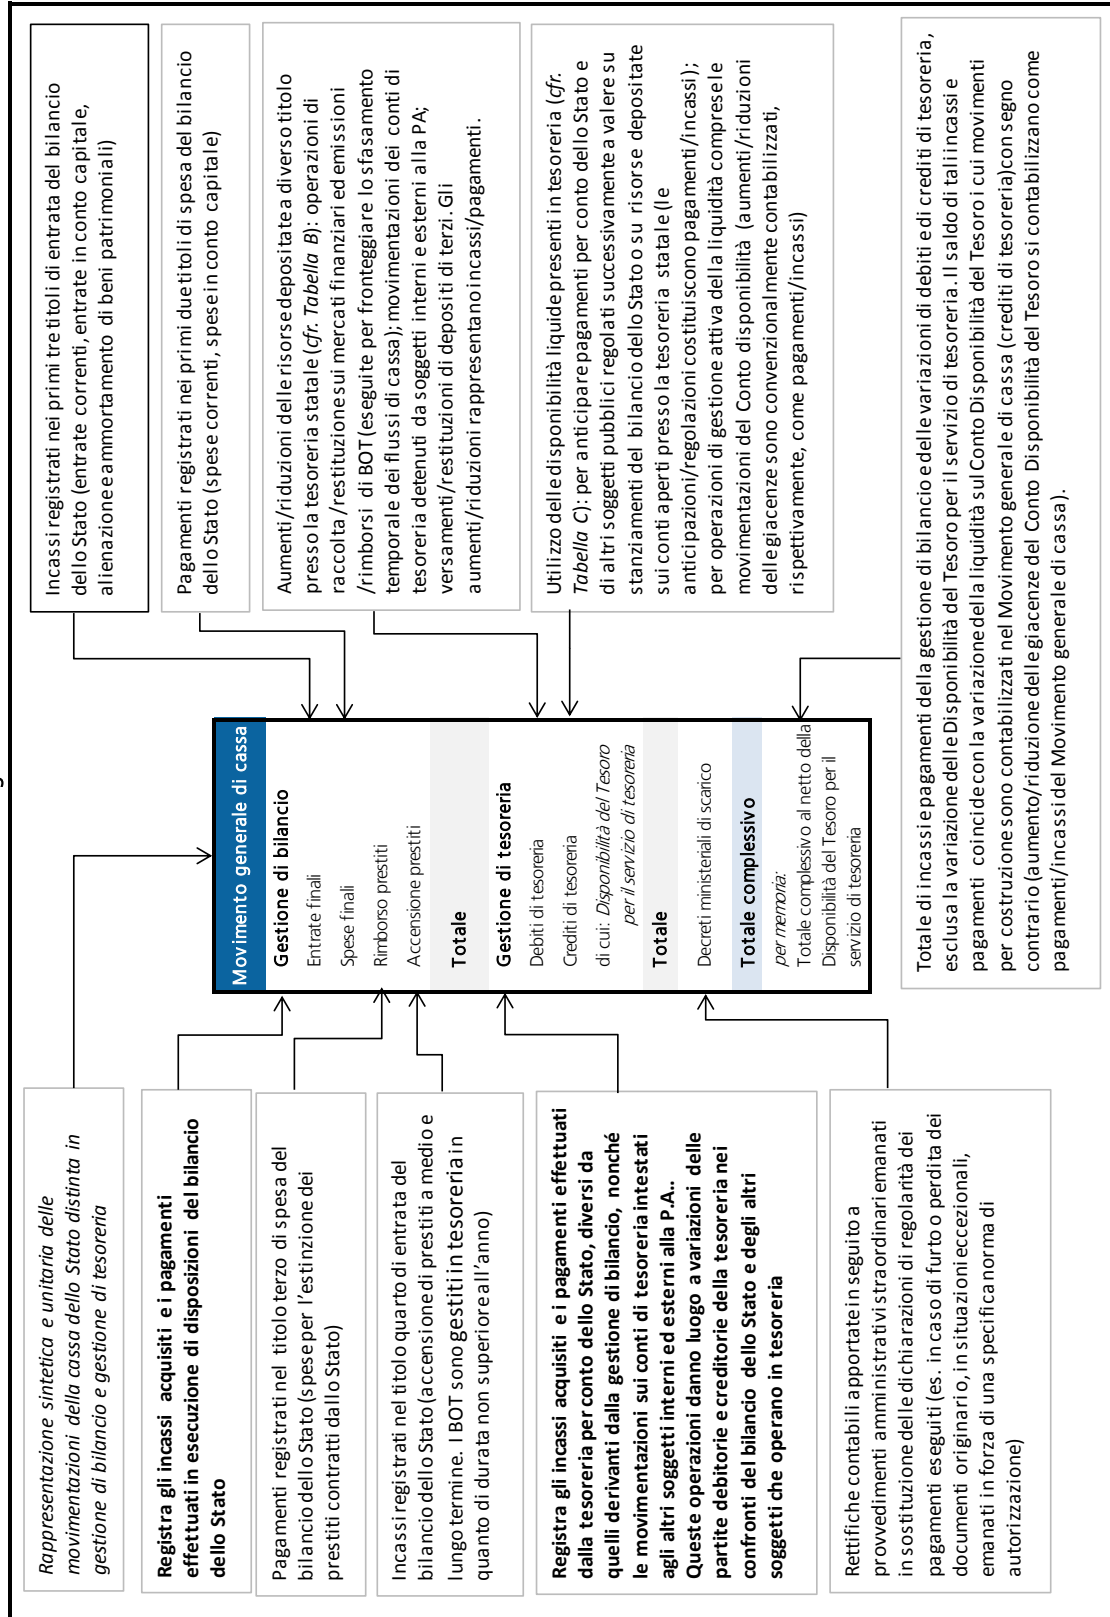 Rappresentazione sintetica e unitaria delle
movimentazioni della cassa dello Stato distinta in
gestione di bilancio e gestione di tesoreria
Registra gli incassi acquisiti e i pagamenti
effettuati in esecuzione di disposizioni del bilancio
dello Stato
Pagamenti registrati nel titolo terzo di spesa del
bilancio dello Stato (spese per l'estinzione dei
prestiti contratti dallo Stato)
Incassi registrati nel titolo quarto di entrata del
bilancio dello Stato (accensione di prestiti a medio e
lungo termine. I BOT sono gestiti in tesoreria in
quanto di durata non superiore all'anno)
Registra gli incassi acquisiti e i pagamenti effettuati
dalla tesoreria per conto dello Stato, diversi da
quelli derivanti dalla gestione di bilancio, nonché
le movimentazioni sui conti di tesoreria intestati
agli altri soggetti interni ed esterni alla P.A..
Queste operazioni danno luogo a variazioni delle
partite debitorie e creditorie della tesoreria nei
confronti del bilancio dello Stato e degli altri
soggetti che operano in tesoreria
Rettifiche contabili apportate in seguito a
provvedimenti amministrativi straordinari emanati
in sostituzione delle dichiarazioni di regolarità dei
pagamenti eseguiti (es. in caso di furto o perdita dei
documenti originario, in situazioni eccezionali,
emanati in forza di una specifica norma di
autorizzazione)
Movimento generale di cassa
Gestione di bilancio
Entrate finali
Spese finali
Rimborso prestiti
Accensione prestiti
Totale
Gestione di tesoreria
Debiti di tesoreria
Crediti di tesoreria
di cui: Disponibilità del Tesoro
per il servizio di tesoreria
Totale
Decreti ministeriali di scarico
Totale complessivo
per memoria:
Totale complessivo al netto della
Disponibilità del Tesoro per il
servizio di tesoreria
Incassi registrati nei primi tre titoli di entrata del bilancio
dello Stato (entrate correnti, entrate in conto capitale,
alienazione e ammortamento di beni patrimoniali)
Pagamenti registrati nei primi due titoli di spesa del bilancio
dello Stato (spese correnti, spese in conto capitale)
Aumenti/riduzioni delle risorse depositate a diverso titolo
presso la tesoreria statale (cfr. Tabella B): operazioni di
raccolta/restituzione sui mercati finanziari ed emissioni
/rimborsi di BOT (eseguite per fronteggiare lo sfasamento
temporale dei flussi di cassa); movimentazioni dei conti di
tesoreria detenuti da soggetti interni e esterni alla PA;
versamenti/restituzioni di depositi di terzi. Gli
aumenti/riduzioni rappresentano incassi/pagamenti.
Utilizzo delle disponibilità liquide presenti in tesoreria (cfr.
Tabella C): per anticipare pagamenti per conto dello Stato e
di altri soggetti pubblici regolati successivamente a valere su
stanziamenti del bilancio dello Stato o su risorse depositate
sui conti aperti presso la tesoreria statale (le
anticipazioni/regolazioni costituiscono pagamenti/incassi);
per operazioni di gestione attiva della liquidità comprese le
movimentazioni del Conto disponibilità (aumenti/riduzioni
delle giacenze sono convenzionalmente contabilizzati,
rispettivamente, come pagamenti/incassi)
Totale di incassi e pagamenti della gestione di bilancio e delle variazioni di debiti e di crediti di tesoreria,
esclusa la variazione delle Disponibilità del Tesoro per il servizio di tesoreria. Il saldo di tali incassi e
pagamenti coincide con la variazione della liquidità sul Conto Disponibilità del Tesoro i cui movimenti
per costruzione sono contabilizzati nel Movimento generale di cassa (crediti di tesoreria)con segno
contrario (aumento/riduzione delle giacenze del Conto Disponibilità del Tesoro si contabilizzano come
pagamenti/incassi del Movimento generale di cassa).